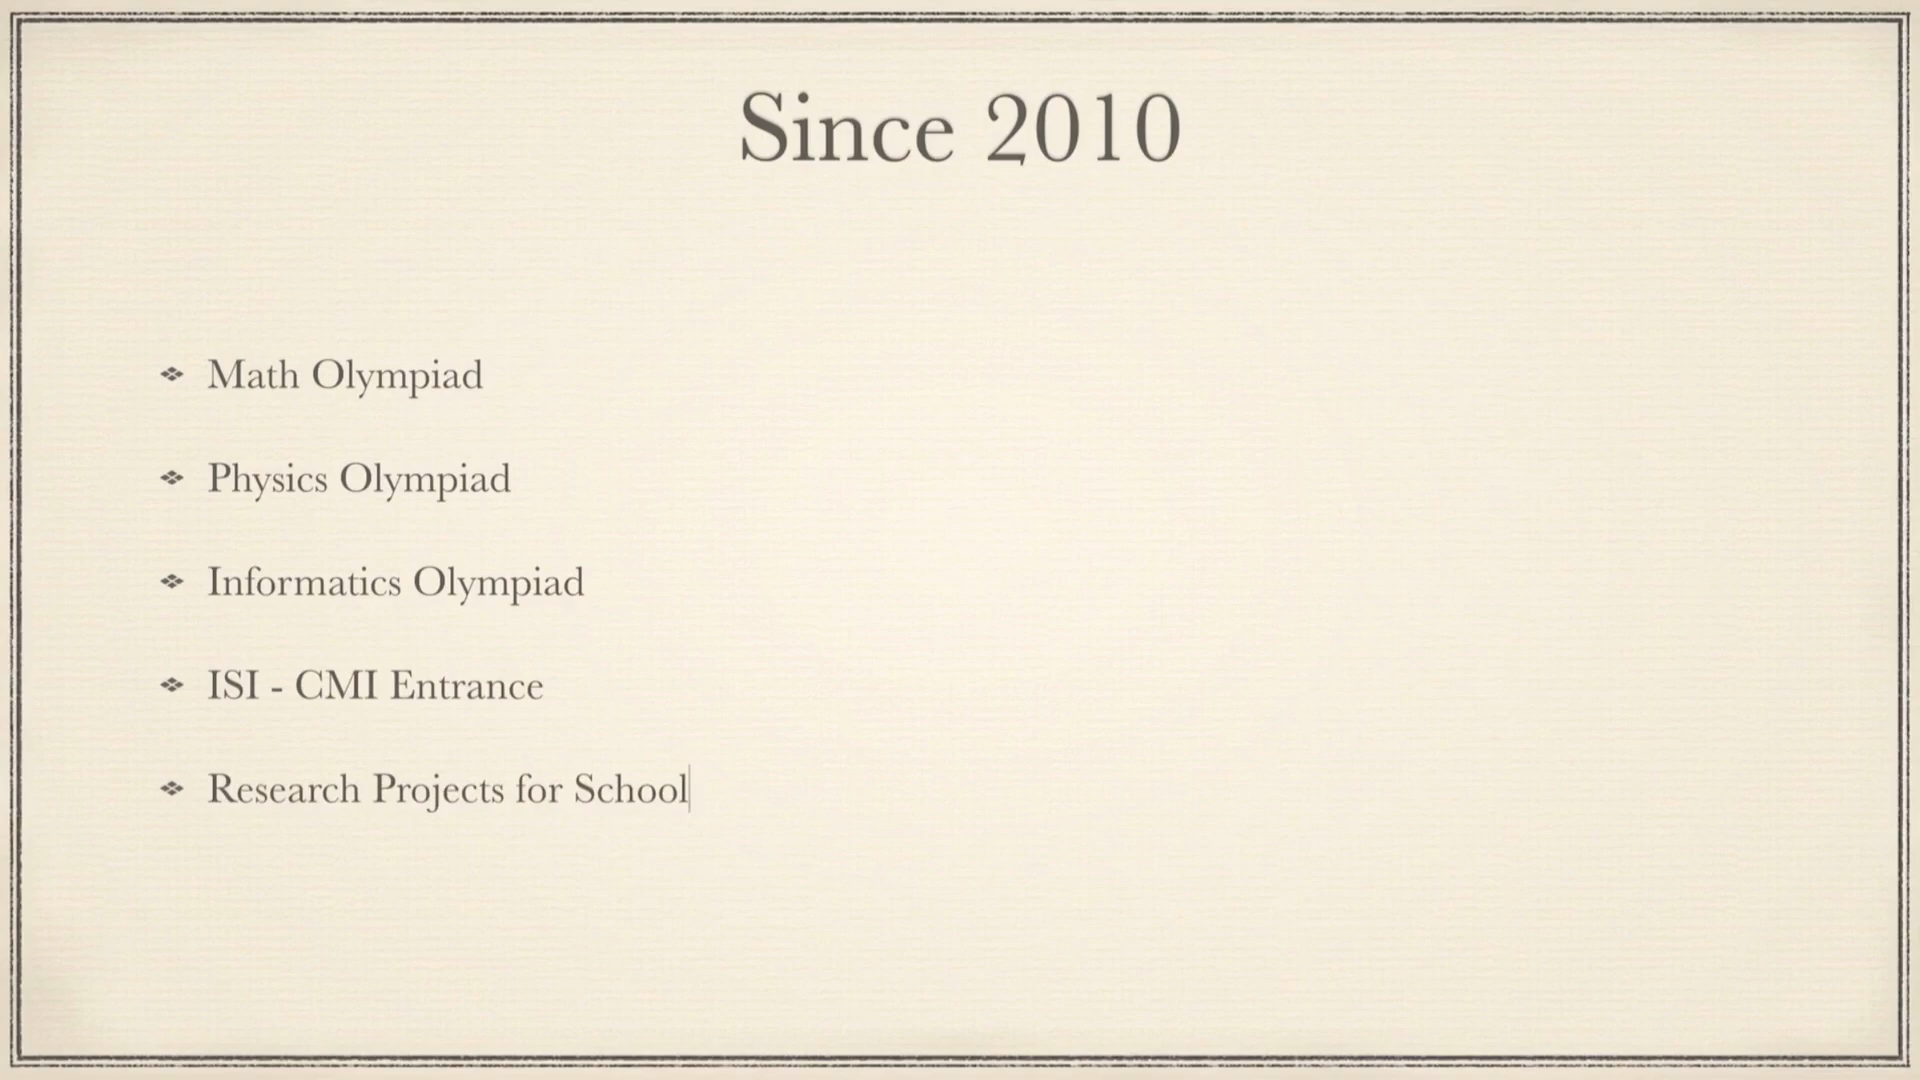 Since 2010
Math Olympiad
Physics Olympiad
Informatics Olympiad
ISI - CMI Entrance
Research Projects for School